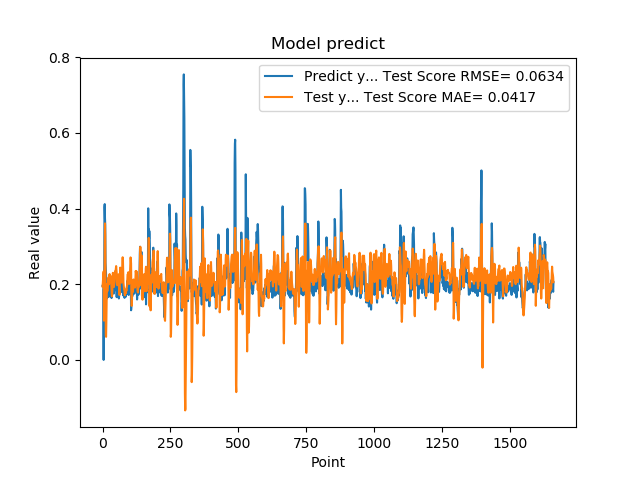 Model predict
Predict y... Test Score RMSE= 0.0634
Test y... Test Score MAE= 0.0417
Real value
0.8
0.6
0.4
0.2
0.0
0 250 500 750 1000 1250 1500
Point